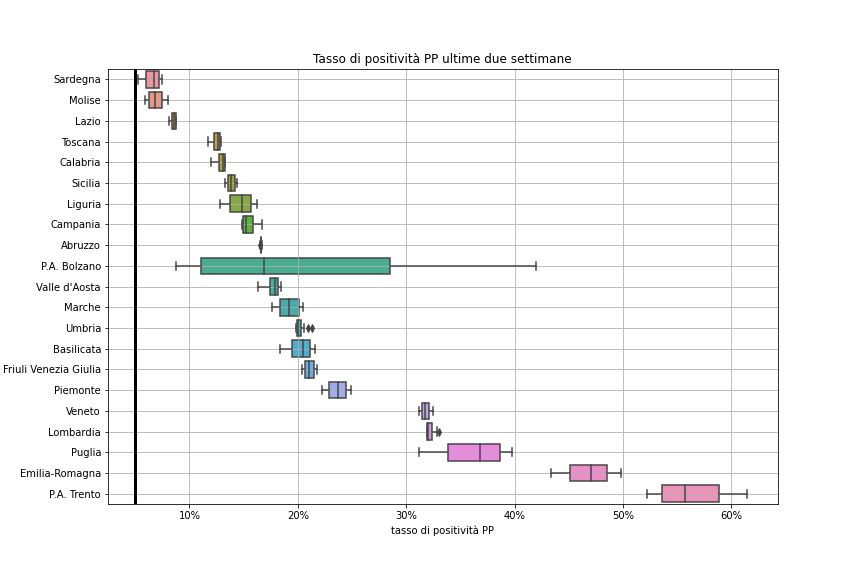 Tasso di positività PP ultime due settimane
Sardegna
Molise
Lazio
Toscana
Calabria
Sicilia
Liguria
Campania
Abruzzo
P.A. Bolzano
Valle d'Aosta
Marche
Umbria
Basilicata
Friuli Venezia Giulia
Piemonte
Veneto
Lombardia
Puglia
Emilia-Romagna
P.A. Trento
10% 20% 30% 40% 50% 60%
tasso di positività PP